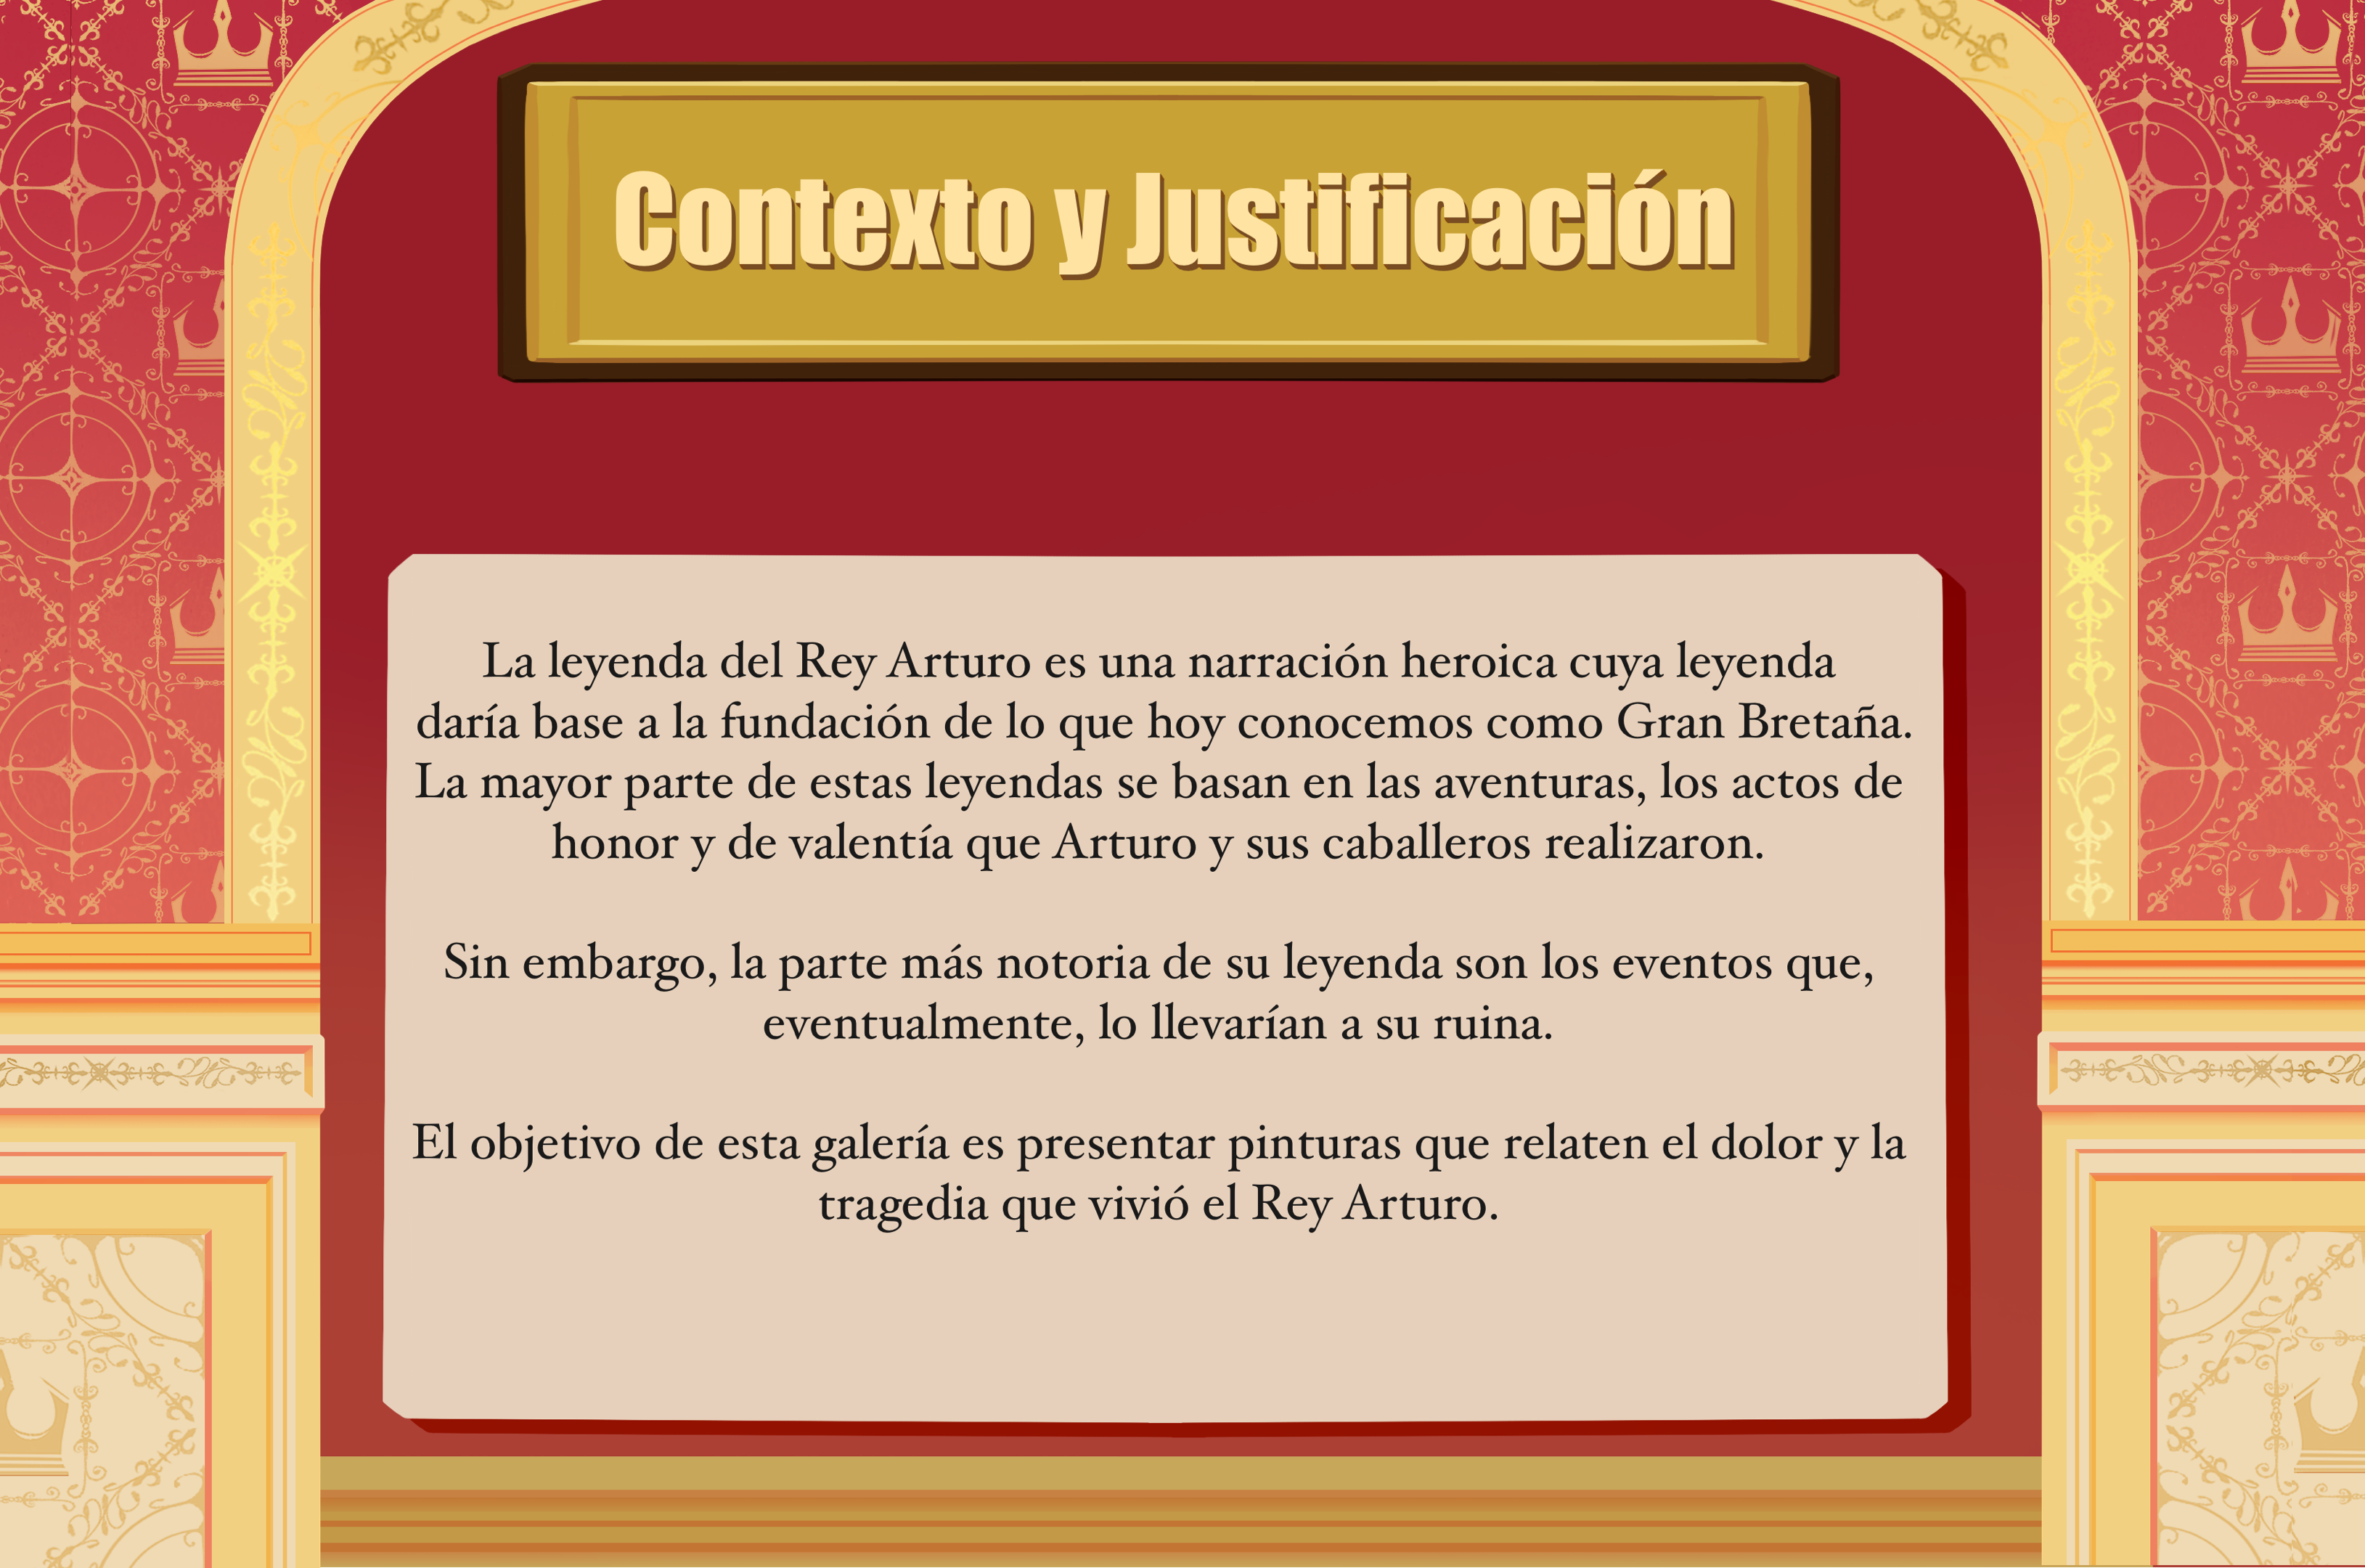 Contexto y Justificación
La leyenda del Rey Arturo es una narración heroica cuya leyenda
daría base a la fundación de lo que hoy conocemos como Gran Bretaña.
La mayor parte de estas leyendas se basan en las aventuras, los actos de
honor y de valentía que Arturo y sus caballeros realizaron.
Sin embargo, la parte más notoria de su leyenda son los eventos que,
eventualmente, lo llevarían a su ruina.
El objetivo de esta galería es presentar pinturas que relaten el dolor y la
tragedia que vivió el Rey Arturo.